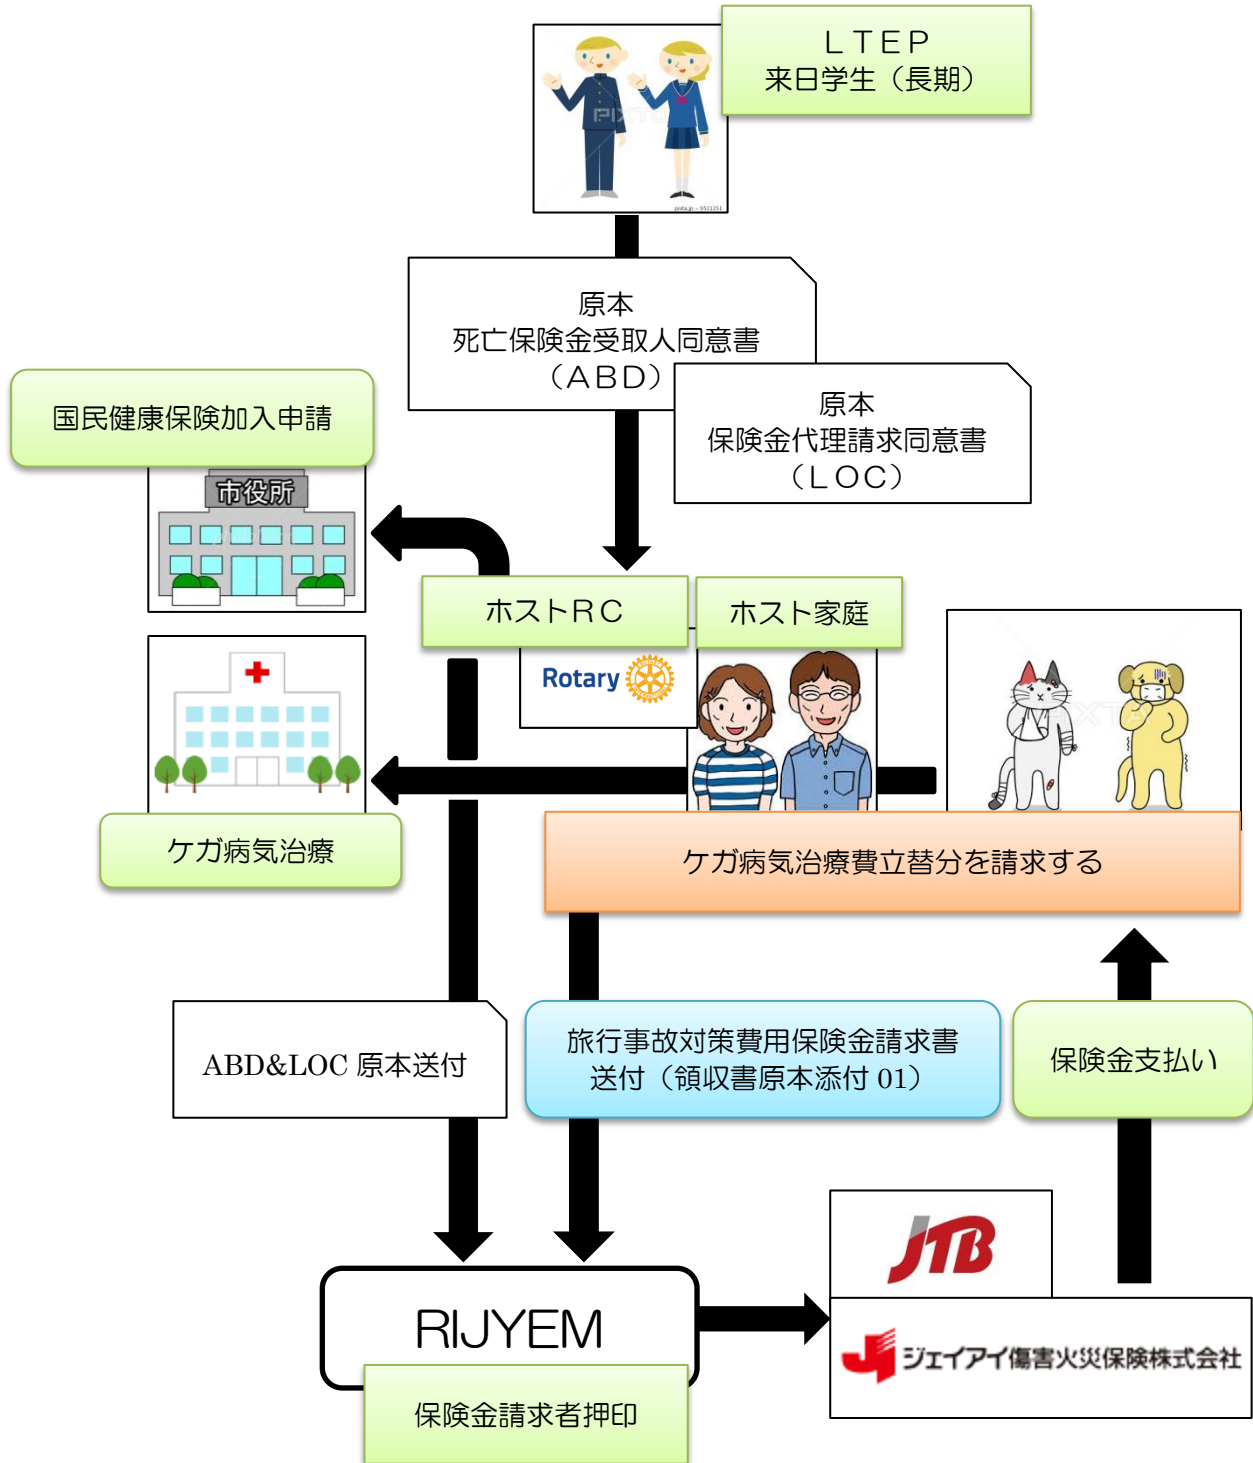 ＬＴＥＰ
来日学生（長期）
PIXTA
pixta.jp - 9521251
原本
死亡保険金受取人同意書
（ＡＢＤ）
原本
保険金代理請求同意書
（ＬＯＣ）
国民健康保険加入申請
市役所
ホストＲＣ
ホスト家庭
Rotary
PIXTA
ケガ病気治療
ケガ病気治療費立替分を請求する
ABD&LOC 原本送付
旅行事故対策費用保険金請求書
送付（領収書原本添付 01）
保険金支払い
JTB
RIJYEM
ジェイアイ傷害火災保険株式会社
保険金請求者押印